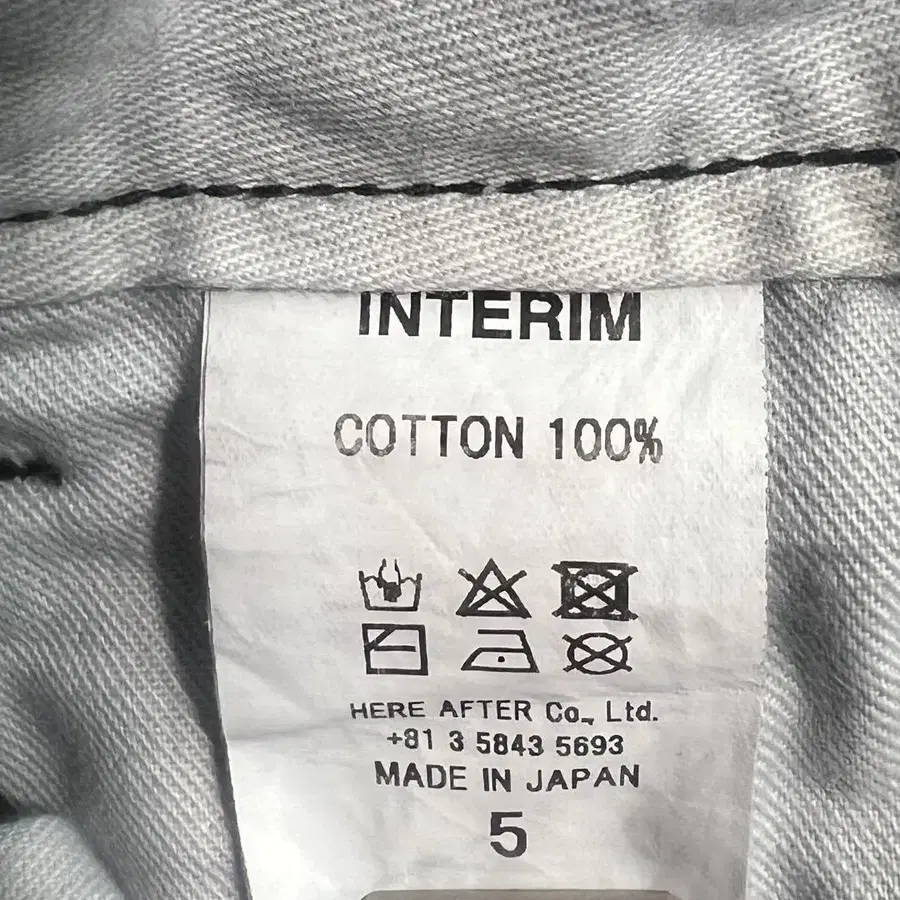 INTERIM
COTTON 100%
HERE AFTER Co., Ltd.
+81 3 5843 5693
MADE IN JAPAN
5